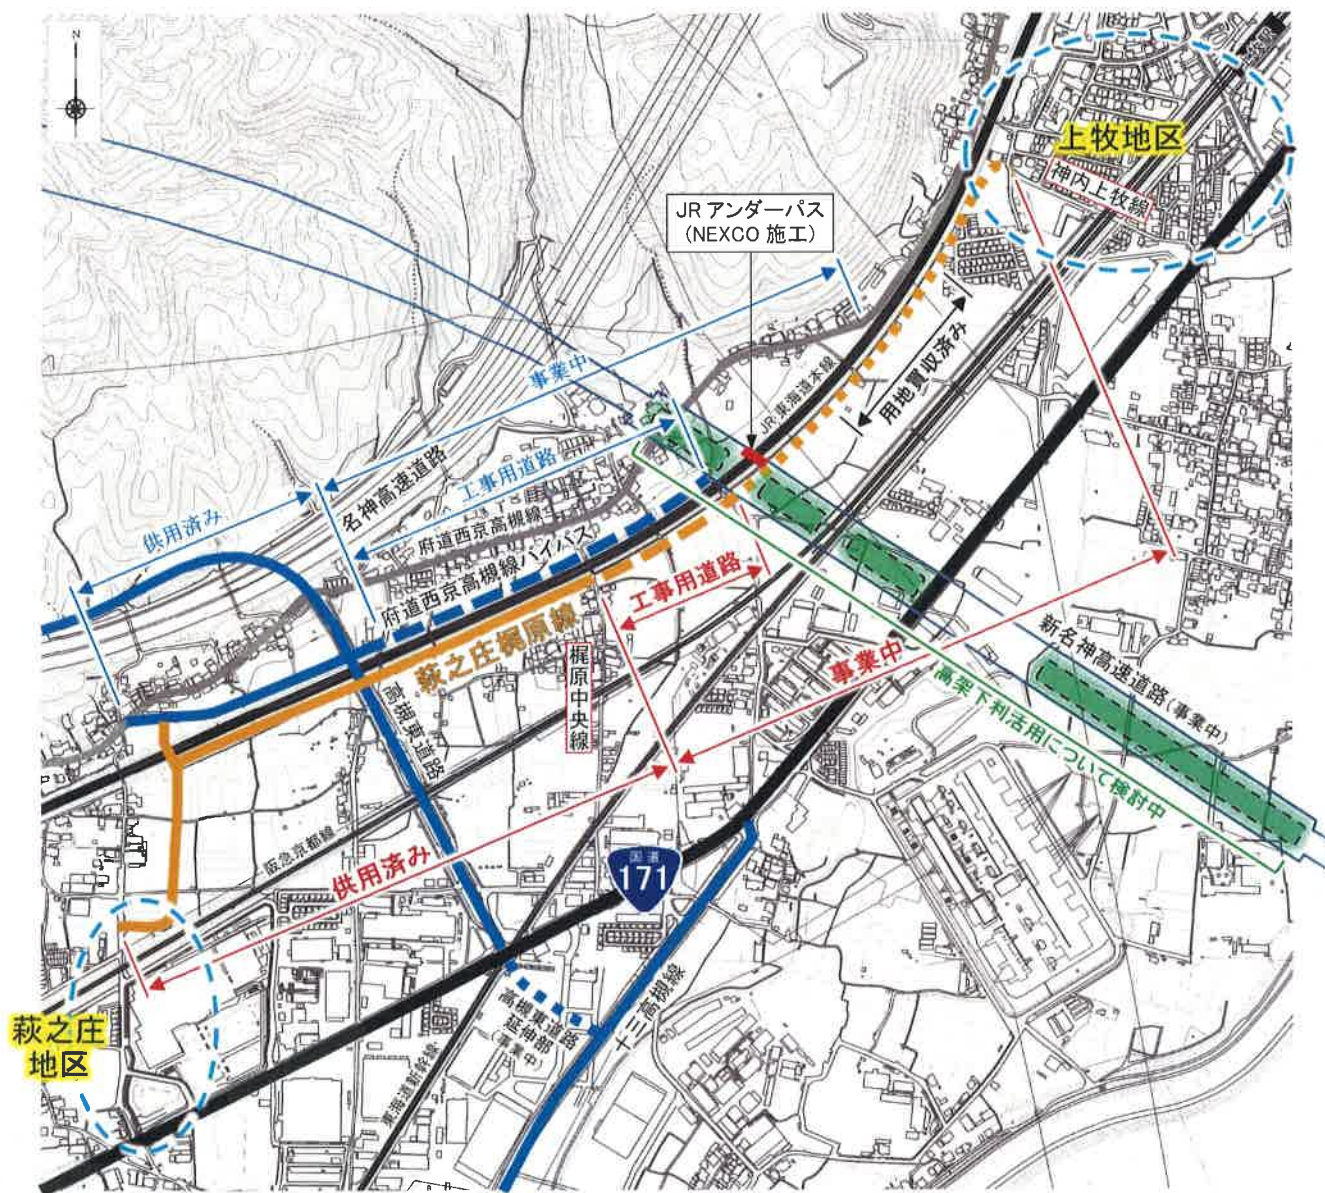 N
上牧地区
神内上牧線
JR アンダーパス
(NEXCO 施工)
事業中
用地買収済み
JR東海道本線
工事用道路
名神高速道路
供用済み
府道西京高槻線
府道西京高槻線バイパス
萩之庄梶原線
工事用道路
梶原中央線
事業中
新名神高速道路(事業中)
高架下利活用について検討中
高槻東道路
阪急京都線
供用済み
国道
171
萩之庄
地区
高槻東道路
延伸部
(事業中)
十三高槻線
東海道新幹線